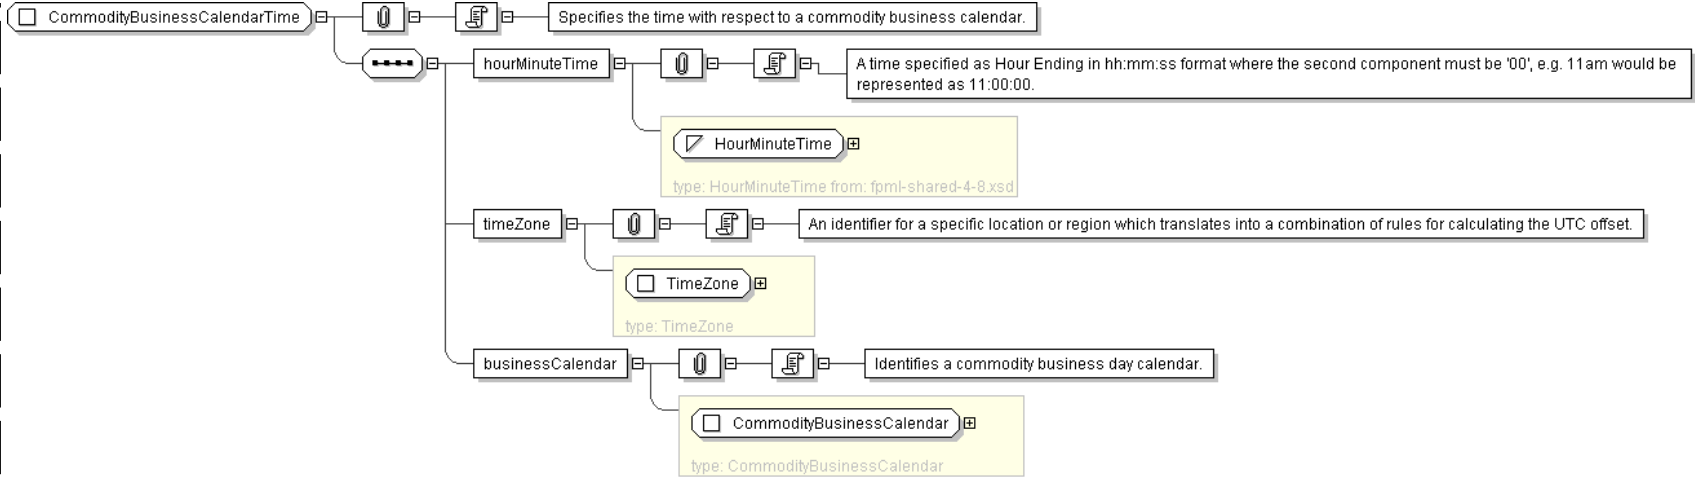 CommodityBusinessCalendarTime
Specifies the time with respect to a commodity business calendar.
hourMinuteTime
A time specified as Hour Ending in hh:mm:ss format where the second component must be '00', e.g. 11am would be
represented as 11:00:00.
HourMinuteTime
type: HourMinuteTime from: fpml-shared-4-8.xsd
timeZone
An identifier for a specific location or region which translates into a combination of rules for calculating the UTC offset.
TimeZone
type: TimeZone
businessCalendar
Identifies a commodity business day calendar.
CommodityBusinessCalendar
type: CommodityBusinessCalendar